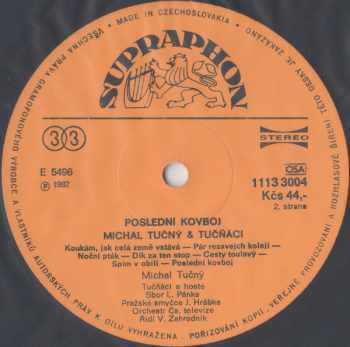 • MADE IN CZECHOSLOVAKIA •
VŠECHNA PRÁVA GRAMOFONOVÉHO VÝROBCE A VLASTNÍKŮ AUTORSKÝCH PRÁV K DÍLU VYHRAŽENA. POŘIZOVÁNÍ KOPIÍ, VEŘEJNÉ PROVOZOVÁNÍ A ROZHLASOVÉ ŠÍŘENÍ TÉTO DESKY JE ZAKÁZÁNO
SUPRAPHON
33
STEREO
E 5496
℗ 1982
OSA
1113 3004
Kčs 44,-
2. strana
POSLEDNÍ KOVBOJ
MICHAL TUČNÝ & TUČŇÁCI
Koukám, jak celá země vstává — Pár rezavejch kolejí —
Noční pták — Dík za ten stop — Cesty toulavý —
Spím v obilí — Poslední kovboj
Michal Tučný
Tučňáci a hosté
Sbor L. Pánka
Pražské smyčce J. Hrábka
Orchestr Čs. televize
Řídí V. Zahradník